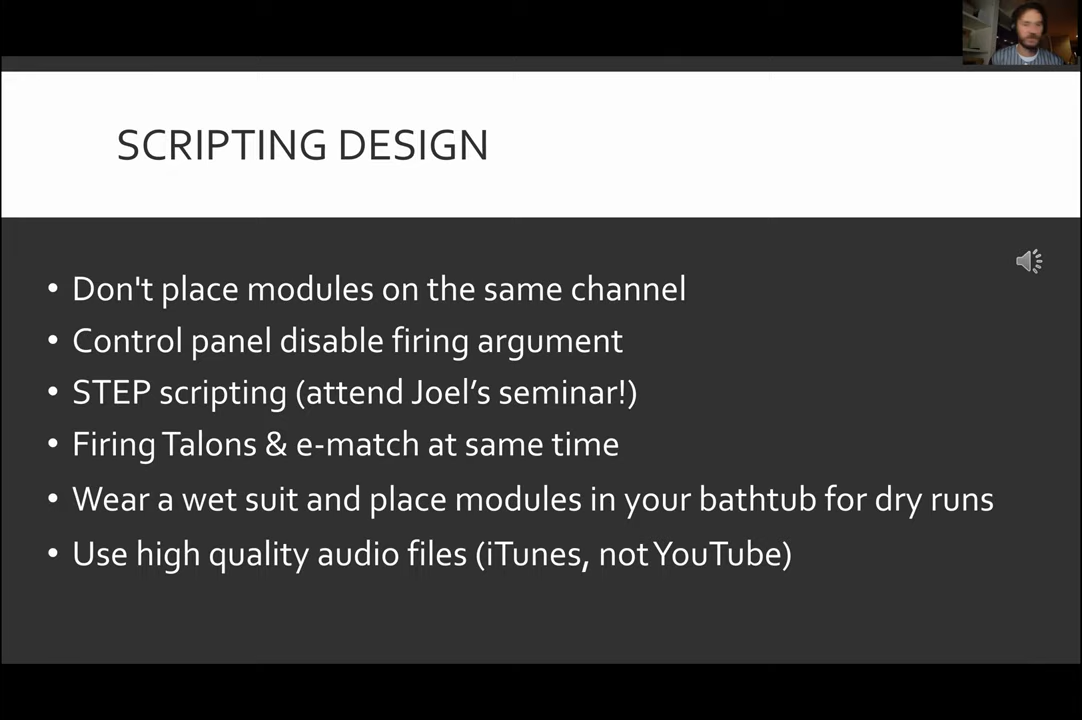 SCRIPTING DESIGN
• Don't place modules on the same channel
• Control panel disable firing argument
• STEP scripting (attend Joel’s seminar!)
• Firing Talons & e-match at same time
• Wear a wet suit and place modules in your bathtub for dry runs
• Use high quality audio files (iTunes, not YouTube)